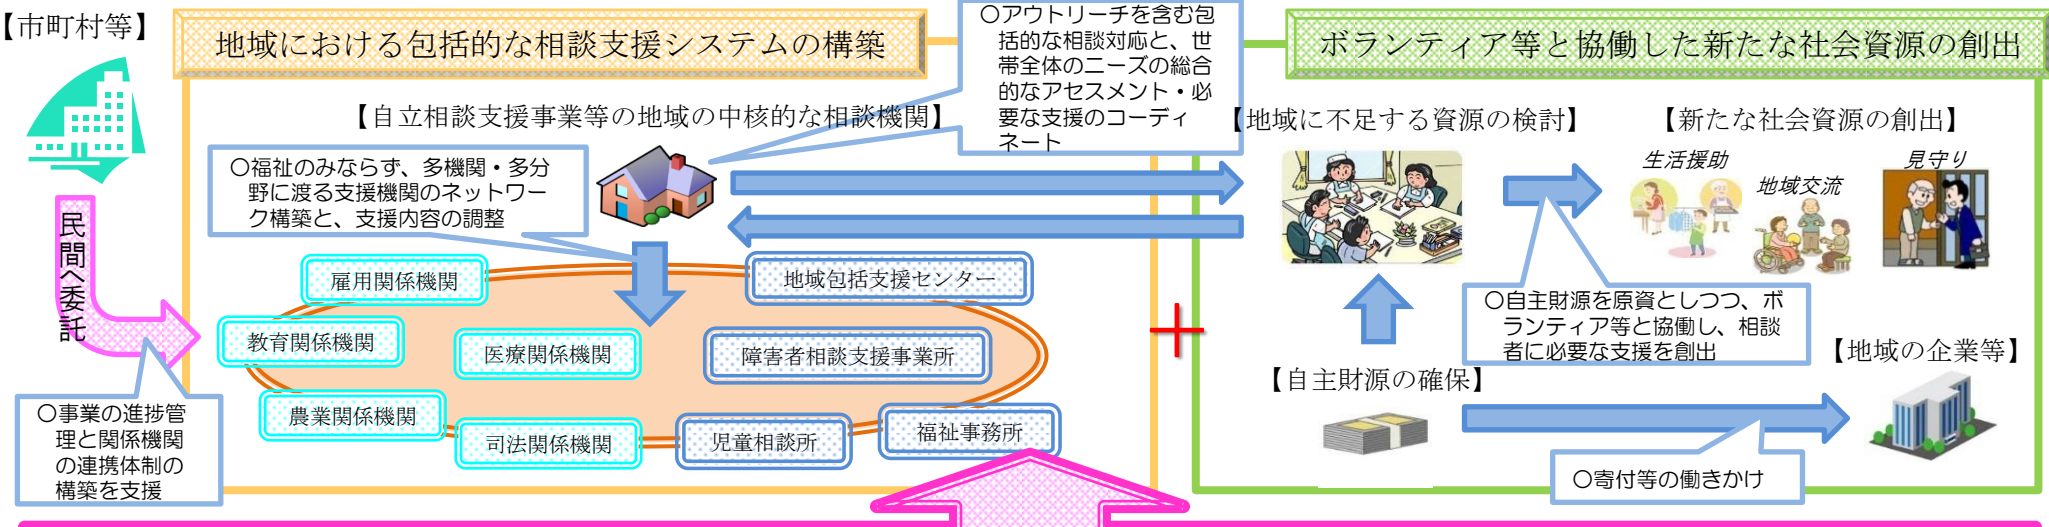 【市町村等】
地域における包括的な相談支援システムの構築
〇アウトリーチを含む包
括的な相談対応と、世
帯全体のニーズの総合
的なアセスメント・必
要な支援のコーディ
ネート
ボランティア等と協働した新たな社会資源の創出
【自立相談支援事業等の地域の中核的な相談機関】
〇福祉のみならず、多機関・多分
野に渡る支援機関のネットワー
ク構築と、支援内容の調整
民間へ委託
雇用関係機関
地域包括支援センター
教育関係機関
医療関係機関
障害者相談支援事業所
農業関係機関
司法関係機関
児童相談所
福祉事務所
〇事業の進捗管
理と関係機関
の連携体制の
構築を支援
＋
【地域に不足する資源の検討】
【新たな社会資源の創出】
生活援助
地域交流
見守り
〇自主財源を原資としつつ、ボ
ランティア等と協働し、相談
者に必要な支援を創出
【自主財源の確保】
【地域の企業等】
〇寄付等の働きかけ